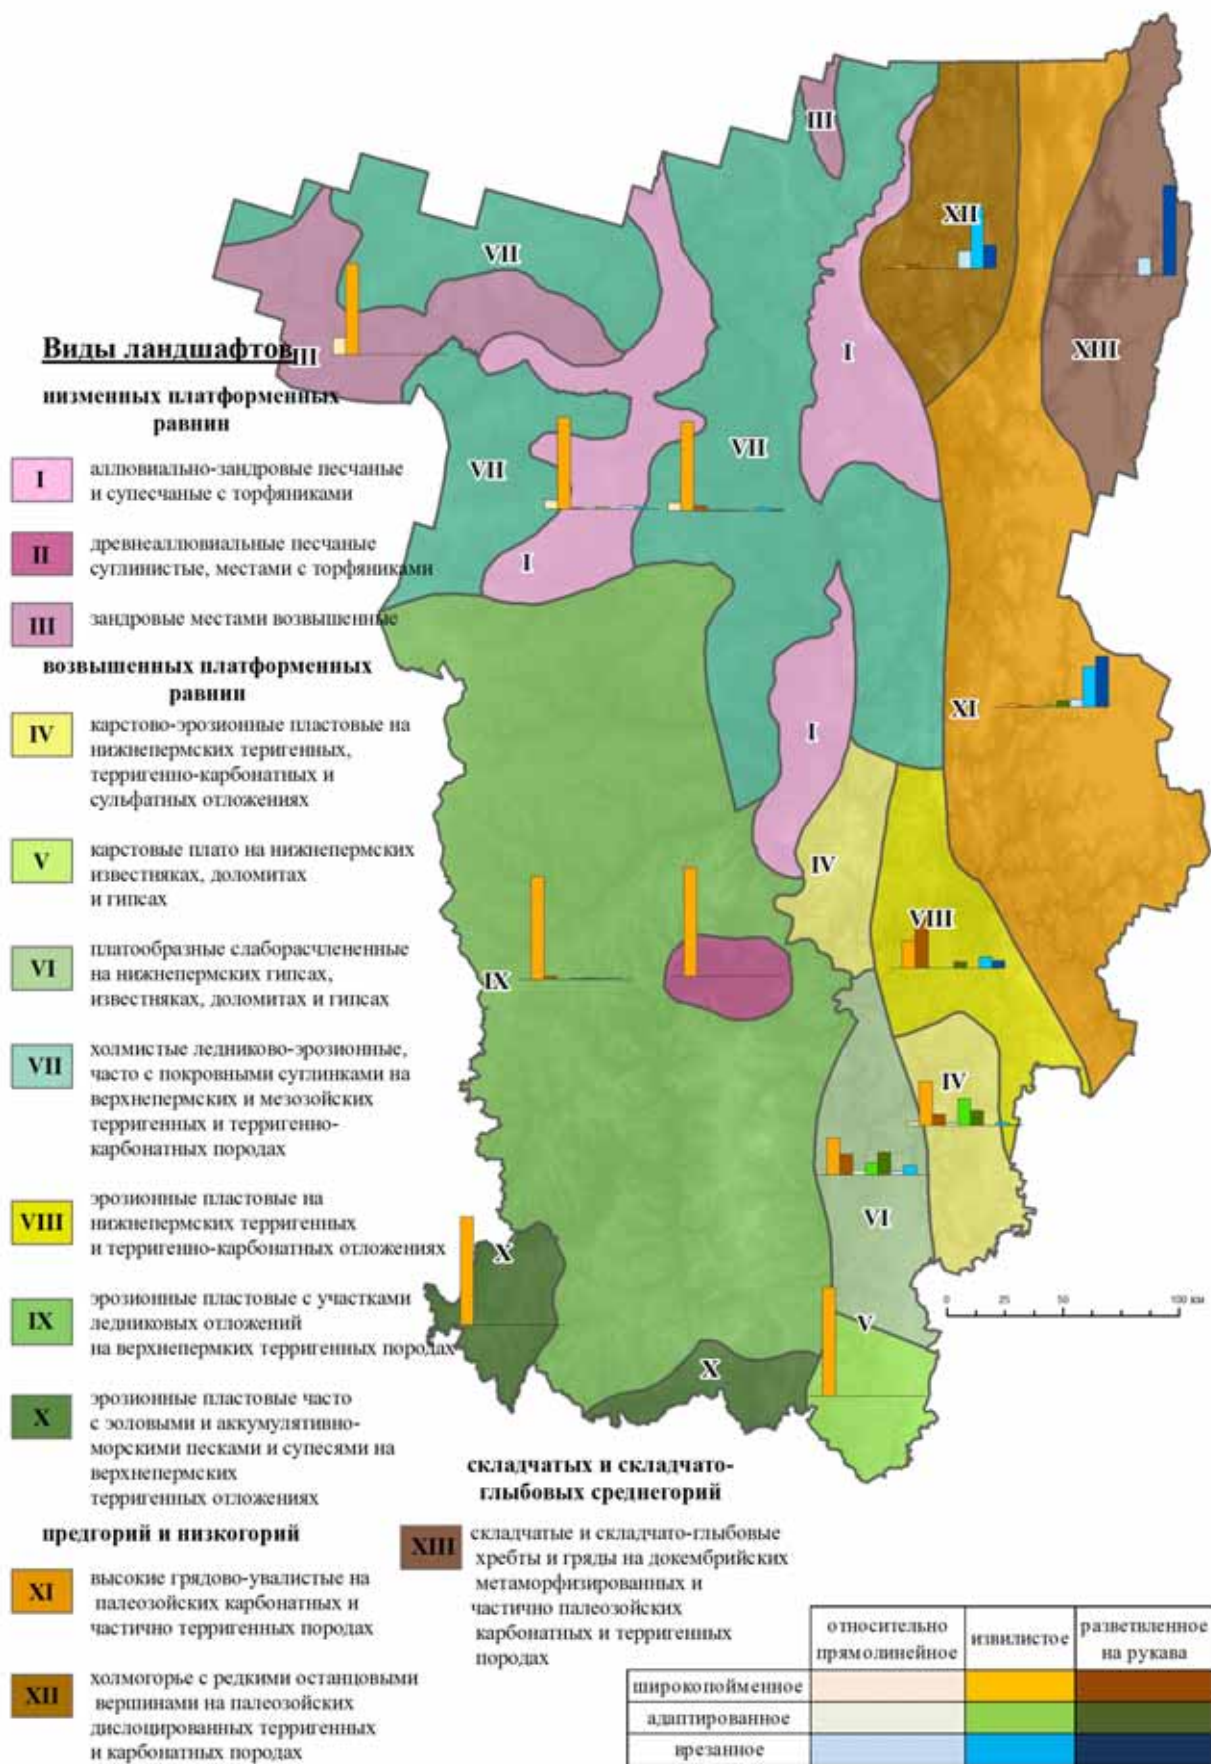 Виды ландшафтов
низменных платформенных
равнин
I
аллювиально-зандровые песчаные
и супесчаные с торфяниками
II
древнеаллювиальные песчаные
суглинистые, местами с торфяниками
III
зандровые местами возвышенные
возвышенных платформенных
равнин
IV
карстово-эрозионные пластовые на
нижнепермских теригенных,
терригенно-карбонатных и
сульфатных отложениях
V
карстовые плато на нижнепермских
известняках, доломитах
и гипсах
VI
платообразные слаборасчлененные
на нижнепермских гипсах,
известняках, доломитах и гипсах
VII
холмистые ледниково-эрозионные,
часто с покровными суглинками на
верхнепермских и мезозойских
терригенных и терригенно-
карбонатных породах
VIII
эрозионные пластовые на
нижнепермских терригенных
и терригенно-карбонатных отложениях
IX
эрозионные пластовые с участками
ледниковых отложений
на верхнепермких терригенных породах
X
эрозионные пластовые часто
с эоловыми и аккумулятивно-
морскими песками и супесями на
верхнепермских
терригенных отложениях
предгорий и низкогорий
XI
высокие грядово-увалистые на
палеозойских карбонатных и
частично терригенных породах
XII
холмогорье с редкими останцовыми
вершинами на палеозойских
дислоцированных терригенных
и карбонатных породах
складчатых и складчато-
глыбовых среднегорий
XIII
складчатые и складчато-глыбовые
хребты и гряды на докембрийских
метаморфизированных и
частично палеозойских
карбонатных и терригенных
породах
III
XII
VII
III
I
XIII
VII
VII
I
XI
I
IV
VIII
IX
IV
VI
X
V
X
0 25 50 100 км
относительно
прямолинейное
извилистое
разветвленное
на рукава
широкопойменное
адаптированное
врезанное